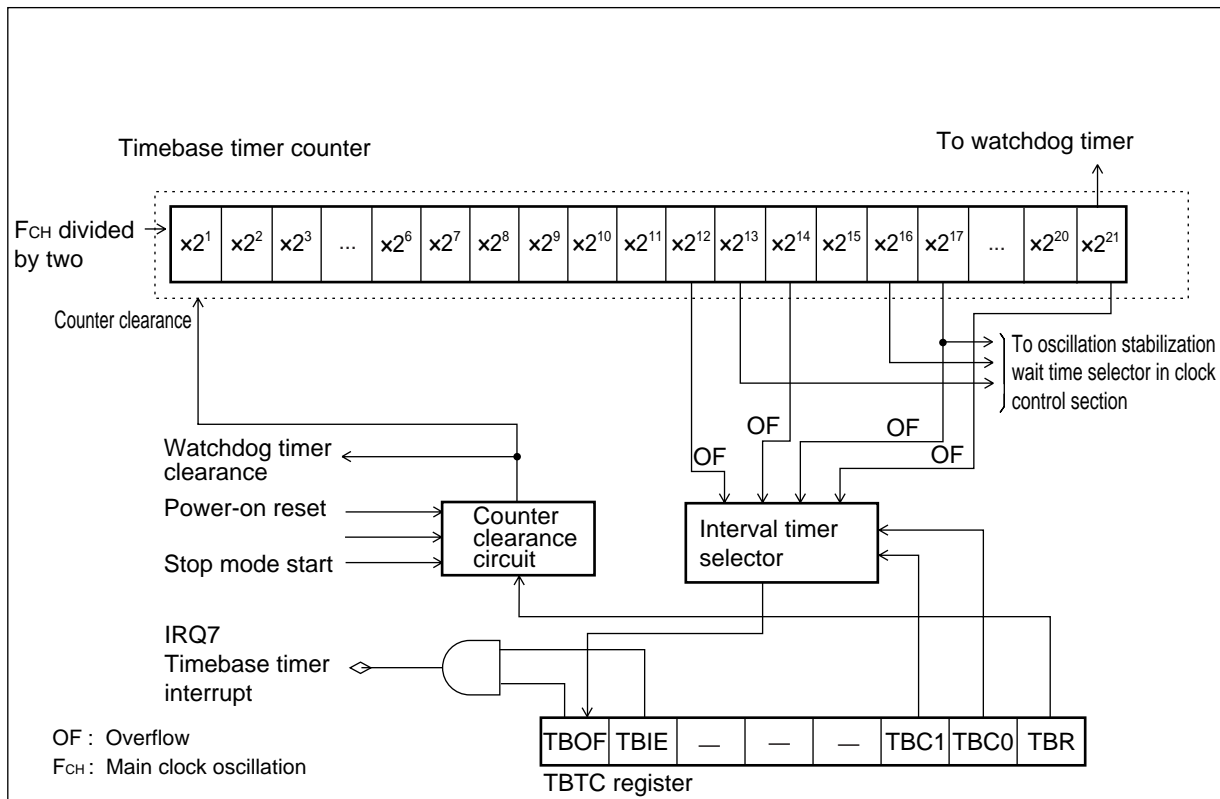 To watchdog timer
Timebase timer counter
FCH divided
by two
×2¹ ×2² ×2³ ... ×2⁶ ×2⁷ ×2⁸ ×2⁹ ×2¹⁰ ×2¹¹ ×2¹² ×2¹³ ×2¹⁴ ×2¹⁵ ×2¹⁶ ×2¹⁷ ... ×2²⁰ ×2²¹
Counter clearance
To oscillation stabilization
wait time selector in clock
control section
OF
OF
OF
OF
Watchdog timer
clearance
Power-on reset
Stop mode start
Counter
clearance
circuit
Interval timer
selector
IRQ7
Timebase timer
interrupt
TBOF TBIE — — — TBC1 TBC0 TBR
TBTC register
OF : Overflow
FCH : Main clock oscillation